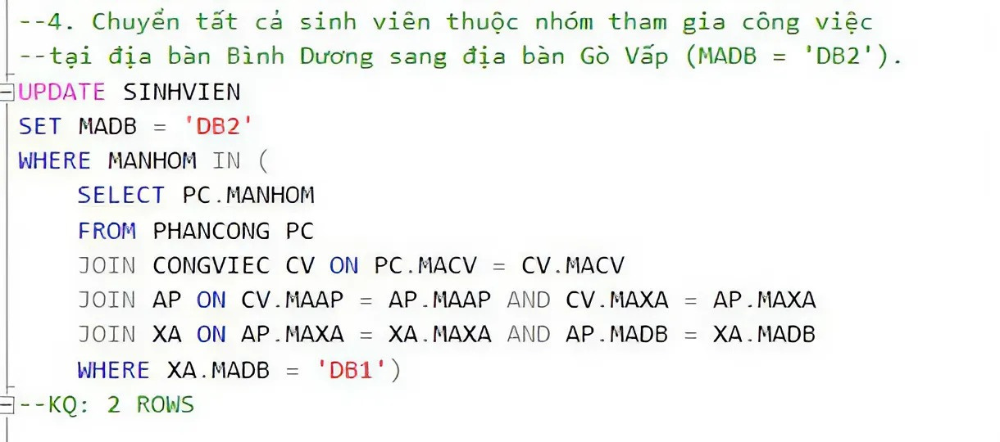 --4. Chuyển tất cả sinh viên thuộc nhóm tham gia công việc
--tại địa bàn Bình Dương sang địa bàn Gò Vấp (MADB = 'DB2').
UPDATE SINHVIEN
SET MADB = 'DB2'
WHERE MANHOM IN (
SELECT PC.MANHOM
FROM PHANCONG PC
JOIN CONGVIEC CV ON PC.MACV = CV.MACV
JOIN AP ON CV.MAAP = AP.MAAP AND CV.MAXA = AP.MAXA
JOIN XA ON AP.MAXA = XA.MAXA AND AP.MADB = XA.MADB
WHERE XA.MADB = 'DB1')
--KQ: 2 ROWS